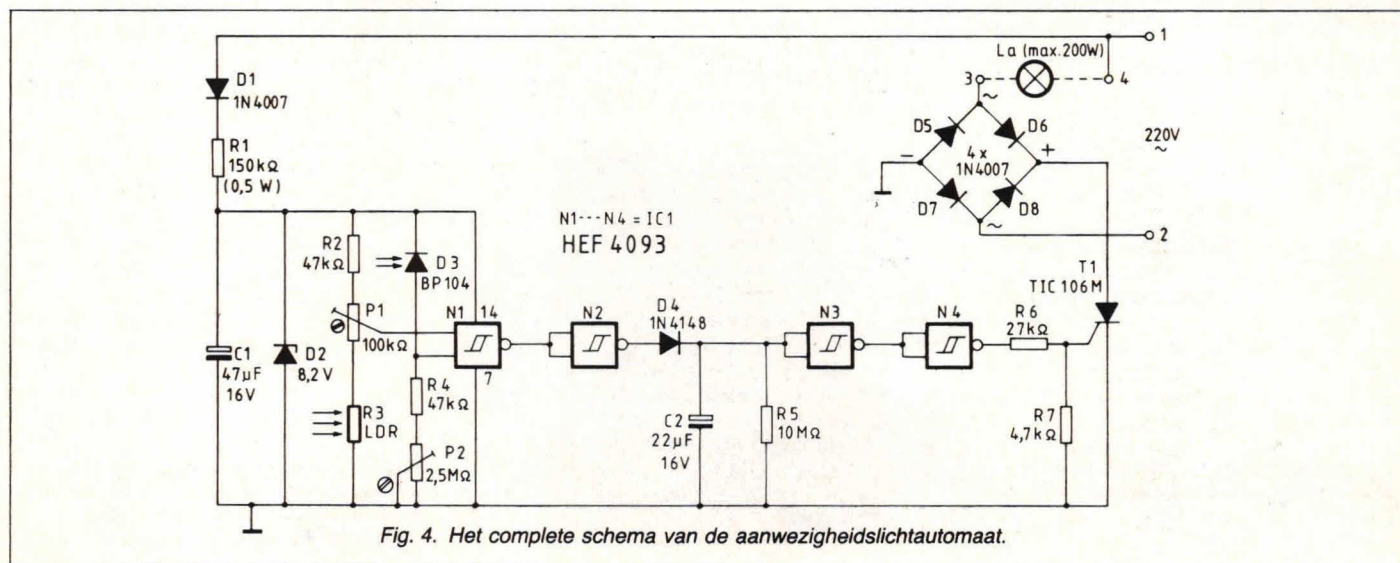 1
La (max.200W)
3
4
~
D1
1N4007
D5
D6
-
+
4 x
1N4007
220V
~
R1
150kΩ
(0,5 W)
D7
D8
~
2
N1---N4 = IC1
HEF 4093
R2
47kΩ
D3
BP104
T1
TIC 106M
P1
100kΩ
N1
14
7
N2
D4
1N4148
N3
N4
R6
27kΩ
C1
47µF
16V
D2
8,2V
R3
LDR
R4
47kΩ
P2
2,5MΩ
C2
22µF
16V
R5
10MΩ
R7
4,7kΩ
Fig. 4. Het complete schema van de aanwezigheidslichtautomaat.